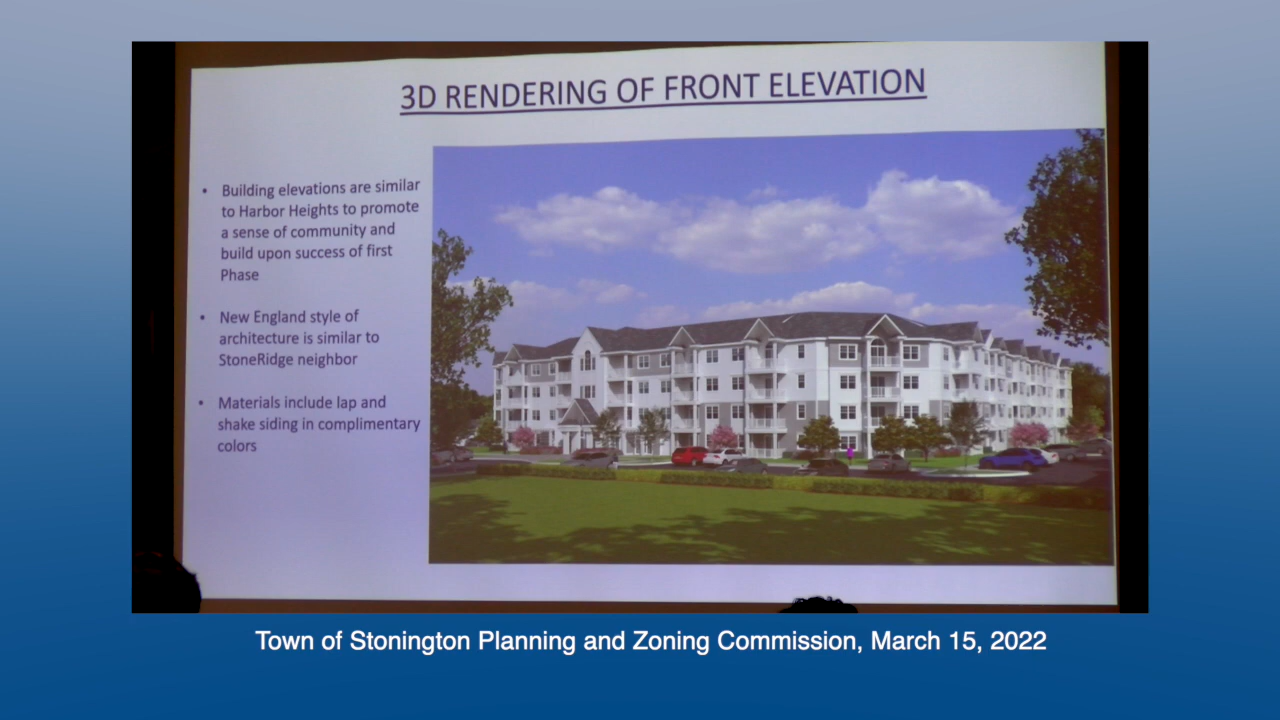 3D RENDERING OF FRONT ELEVATION
• Building elevations are similar
to Harbor Heights to promote
a sense of community and
build upon success of first
Phase
• New England style of
architecture is similar to
StoneRidge neighbor
• Materials include lap and
shake siding in complimentary
colors
Town of Stonington Planning and Zoning Commission, March 15, 2022